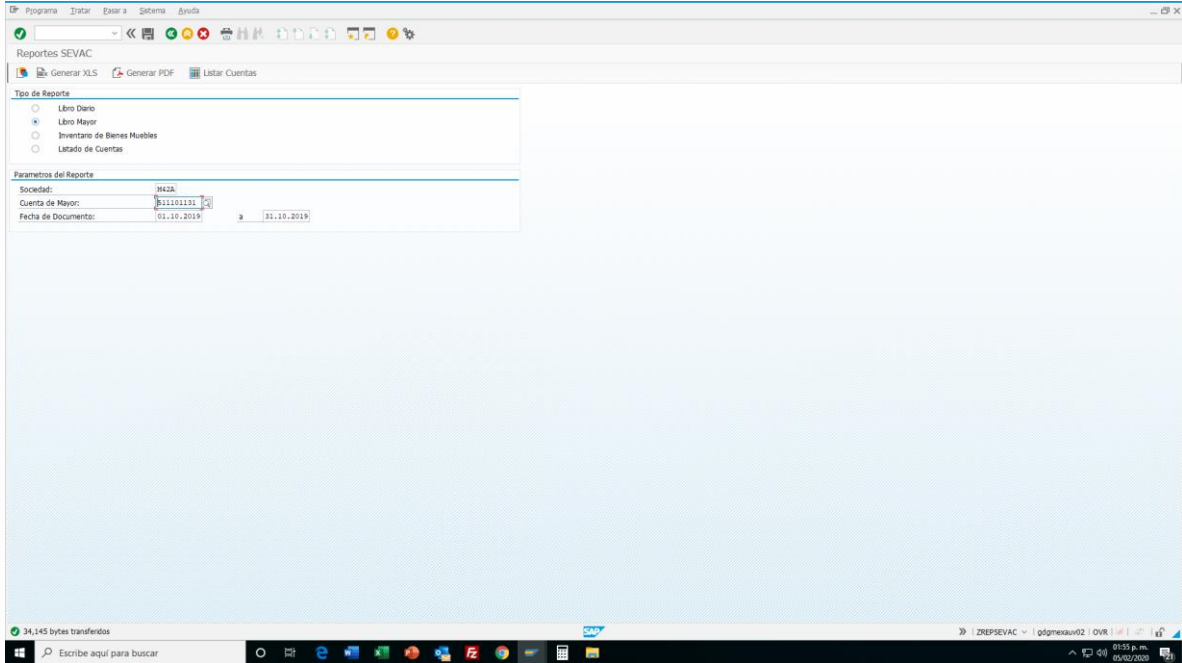 Programa Tratar Pasar a Sistema Ayuda
Reportes SEVAC
Generar XLS Generar PDF Listar Cuentas
Tipo de Reporte
Libro Diario
Libro Mayor
Inventario de Bienes Muebles
Listado de Cuentas
Parametros del Reporte
Sociedad: M42A
Cuenta de Mayor: 511101131
Fecha de Documento: 01.10.2019 a 31.10.2019
34,145 bytes transferidos SAP ZREPSEVAC gdgmexauv02 OVR
Escribe aquí para buscar 01:55 p. m.
05/02/2020 21